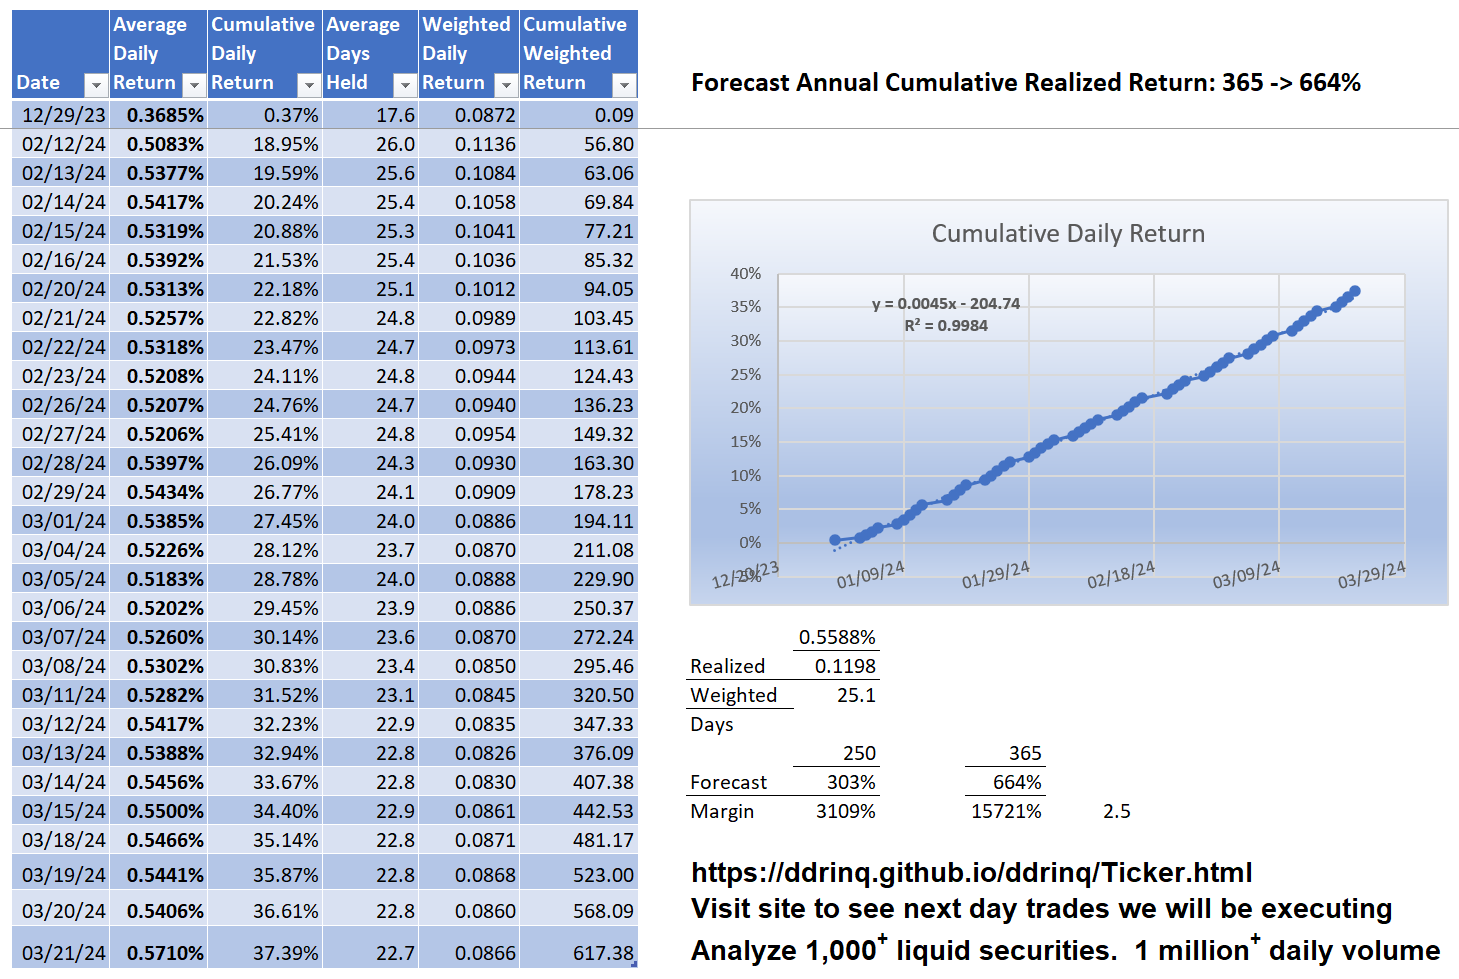 Date Average Daily Return Cumulative Daily Return Average Days Held Weighted Daily Return Cumulative Weighted Return
12/29/23 0.3685% 0.37% 17.6 0.0872 0.09
02/12/24 0.5083% 18.95% 26.0 0.1136 56.80
02/13/24 0.5377% 19.59% 25.6 0.1084 63.06
02/14/24 0.5417% 20.24% 25.4 0.1058 69.84
02/15/24 0.5319% 20.88% 25.3 0.1041 77.21
02/16/24 0.5392% 21.53% 25.4 0.1036 85.32
02/20/24 0.5313% 22.18% 25.1 0.1012 94.05
02/21/24 0.5257% 22.82% 24.8 0.0989 103.45
02/22/24 0.5318% 23.47% 24.7 0.0973 113.61
02/23/24 0.5208% 24.11% 24.8 0.0944 124.43
02/26/24 0.5207% 24.76% 24.7 0.0940 136.23
02/27/24 0.5206% 25.41% 24.8 0.0954 149.32
02/28/24 0.5397% 26.09% 24.3 0.0930 163.30
02/29/24 0.5434% 26.77% 24.1 0.0909 178.23
03/01/24 0.5385% 27.45% 24.0 0.0886 194.11
03/04/24 0.5226% 28.12% 23.7 0.0870 211.08
03/05/24 0.5183% 28.78% 24.0 0.0888 229.90
03/06/24 0.5202% 29.45% 23.9 0.0886 250.37
03/07/24 0.5260% 30.14% 23.6 0.0870 272.24
03/08/24 0.5302% 30.83% 23.4 0.0850 295.46
03/11/24 0.5282% 31.52% 23.1 0.0845 320.50
03/12/24 0.5417% 32.23% 22.9 0.0835 347.33
03/13/24 0.5388% 32.94% 22.8 0.0826 376.09
03/14/24 0.5456% 33.67% 22.8 0.0830 407.38
03/15/24 0.5500% 34.40% 22.9 0.0861 442.53
03/18/24 0.5466% 35.14% 22.8 0.0871 481.17
03/19/24 0.5441% 35.87% 22.8 0.0868 523.00
03/20/24 0.5406% 36.61% 22.8 0.0860 568.09
03/21/24 0.5710% 37.39% 22.7 0.0866 617.38
Forecast Annual Cumulative Realized Return: 365 -> 664%
Cumulative Daily Return
y = 0.0045x - 204.74
R² = 0.9984
40%
35%
30%
25%
20%
15%
10%
5%
0%
-5%
12/20/23 01/09/24 01/29/24 02/18/24 03/09/24 03/29/24
0.5588%
Realized 0.1198
Weighted 25.1
Days
250 365
Forecast 303% 664%
Margin 3109% 15721% 2.5
https://ddrinq.github.io/ddrinq/Ticker.html
Visit site to see next day trades we will be executing
Analyze 1,000⁺ liquid securities. 1 million⁺ daily volume